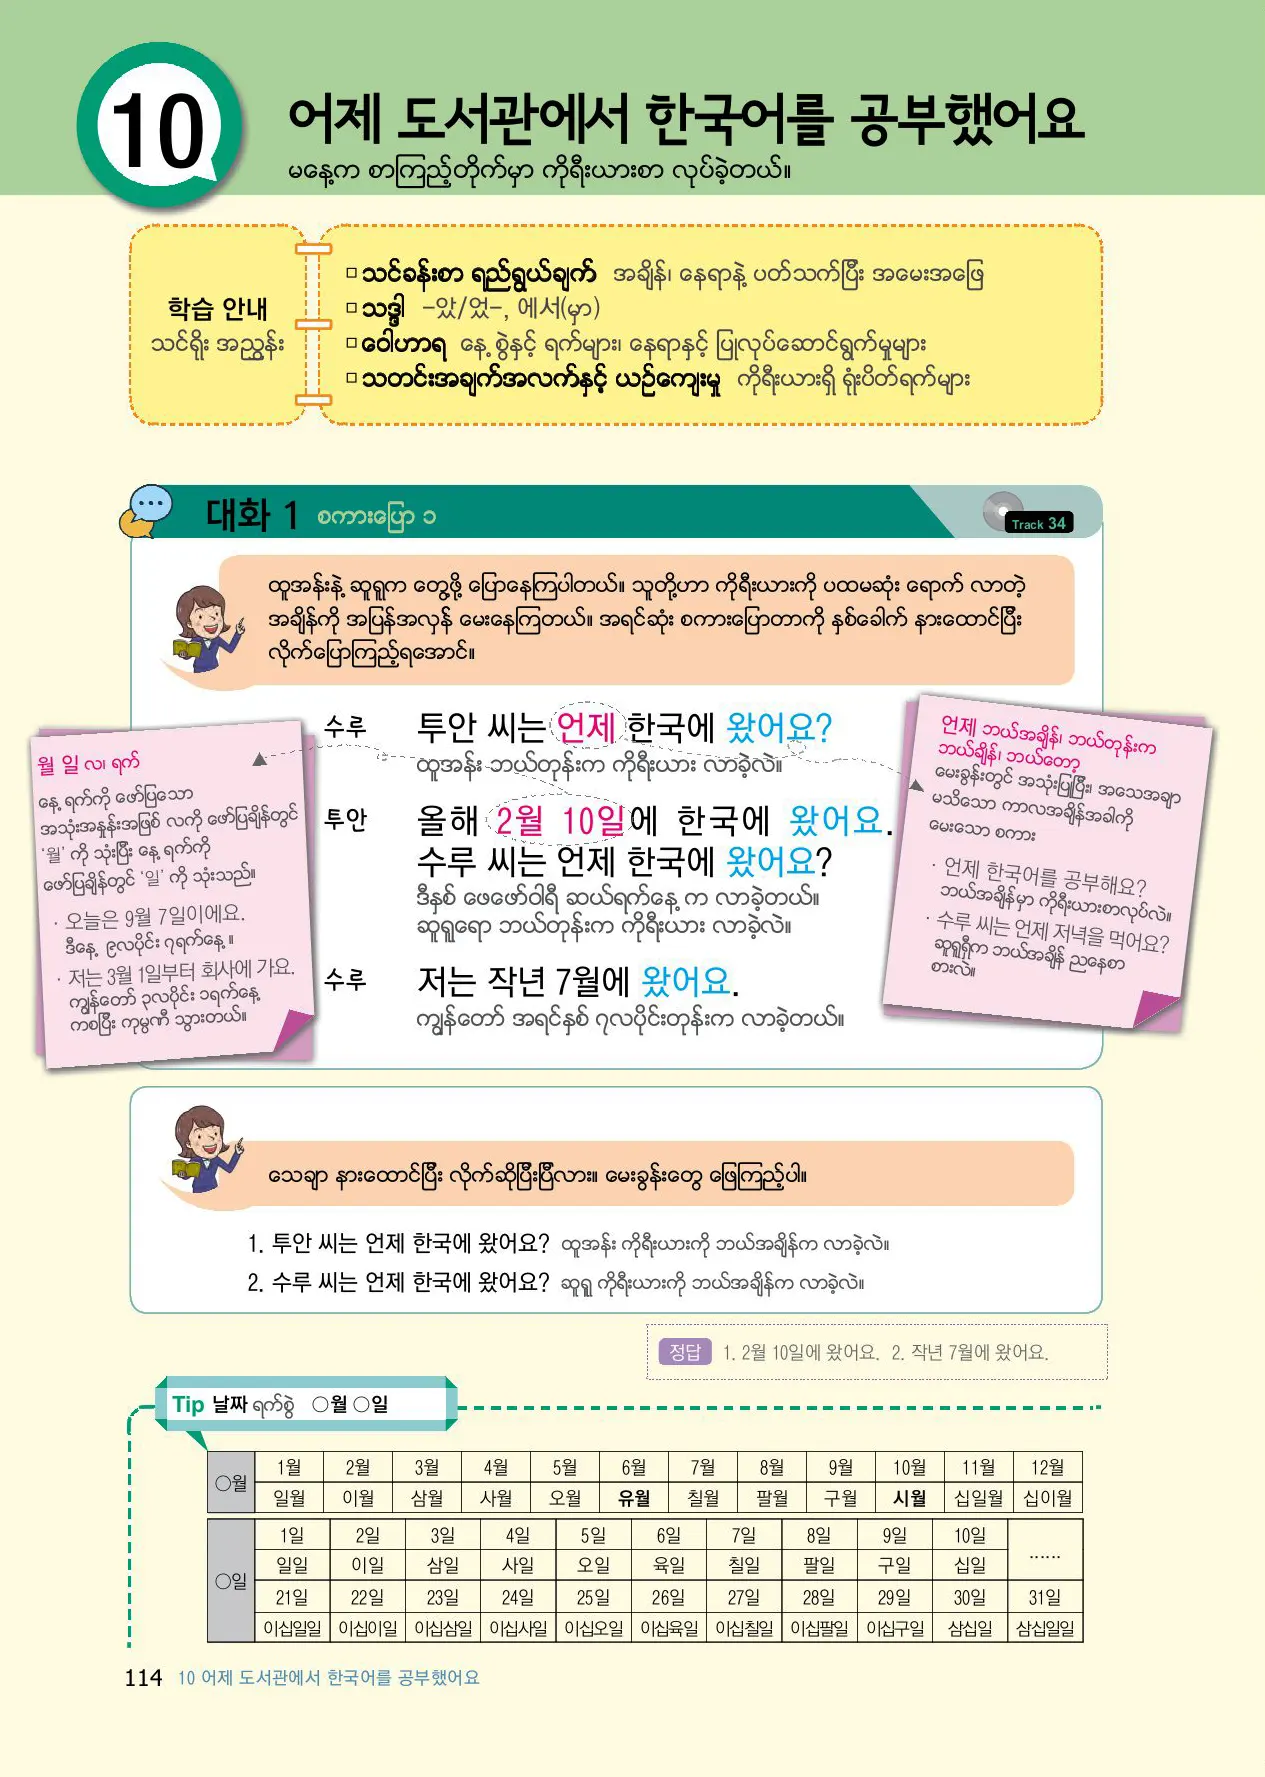 10
어제 도서관에서 한국어를 공부했어요
မနေ့က စာကြည့်တိုက်မှာ ကိုရီးယားစာ လုပ်ခဲ့တယ်။
학습 안내
သင်ရိုး အညွှန်း
□ သင်ခန်းစာ ရည်ရွယ်ချက် အချိန်၊ နေရာနဲ့ ပတ်သက်ပြီး အမေးအဖြေ
□ သဒ္ဒါ -았/었-, 에서(မှာ)
□ ဝေါဟာရ နေ့စွဲနှင့် ရက်များ၊ နေရာနှင့် ပြုလုပ်ဆောင်ရွက်မှုများ
□ သတင်းအချက်အလက်နှင့် ယဉ်ကျေးမှု ကိုရီးယားရှိ ရုံးပိတ်ရက်များ
대화 1 စကားပြော ၁
Track 34
ထူအန်းနဲ့ ဆူရူက တွေ့ဖို့ ပြောနေကြပါတယ်။ သူတို့ဟာ ကိုရီးယားကို ပထမဆုံး ရောက် လာတဲ့
အချိန်ကို အပြန်အလှန် မေးနေကြတယ်။ အရင်ဆုံး စကားပြောတာကို နှစ်ခေါက် နားထောင်ပြီး
လိုက်ပြောကြည့်ရအောင်။
수루 투안 씨는 언제 한국에 왔어요?
ထူအန်း ဘယ်တုန်းက ကိုရီးယား လာခဲ့လဲ။
투안 올해 2월 10일에 한국에 왔어요.
수루 씨는 언제 한국에 왔어요?
ဒီနှစ် ဖေဖော်ဝါရီ ဆယ်ရက်နေ့ က လာခဲ့တယ်။
ဆူရူရော ဘယ်တုန်းက ကိုရီးယား လာခဲ့လဲ။
수루 저는 작년 7월에 왔어요.
ကျွန်တော် အရင်နှစ် ၇လပိုင်းတုန်းက လာခဲ့တယ်။
월 일 လ၊ ရက်
နေ့ ရက်ကို ဖော်ပြသော
အသုံးအနှုန်းအဖြစ် လကို ဖော်ပြချိန်တွင်
‘월’ ကို သုံးပြီး နေ့ ရက်ကို
ဖော်ပြချိန်တွင် ‘일’ ကို သုံးသည်။
· 오늘은 9월 7일이에요.
ဒီနေ့ ၉လပိုင်း ၇ရက်နေ့ ။
· 저는 3월 1일부터 회사에 가요.
ကျွန်တော် ၃လပိုင်း ၁ရက်နေ့
ကစပြီး ကုမ္ပဏီ သွားတယ်။
언제 ဘယ်အချိန်၊ ဘယ်တုန်းက
ဘယ်ချိန်၊ ဘယ်တော့
မေးခွန်းတွင် အသုံးပြုပြီး၊ အသေအချာ
မသိသော ကာလအချိန်အခါကို
မေးသော စကား
· 언제 한국어를 공부해요?
ဘယ်အချိန်မှာ ကိုရီးယားစာလုပ်လဲ။
· 수루 씨는 언제 저녁을 먹어요?
ဆူရူရှီက ဘယ်အချိန် ညနေစာ
စားလဲ။
သေချာ နားထောင်ပြီး လိုက်ဆိုပြီးပြီလား။ မေးခွန်းတွေ ဖြေကြည့်ပါ။
1. 투안 씨는 언제 한국에 왔어요? ထူအန်း ကိုရီးယားကို ဘယ်အချိန်က လာခဲ့လဲ။
2. 수루 씨는 언제 한국에 왔어요? ဆူရူ ကိုရီးယားကို ဘယ်အချိန်က လာခဲ့လဲ။
정답 1. 2월 10일에 왔어요. 2. 작년 7월에 왔어요.
Tip 날짜 ရက်စွဲ ○월 ○일
○월
1월 2월 3월 4월 5월 6월 7월 8월 9월 10월 11월 12월
일월 이월 삼월 사월 오월 유월 칠월 팔월 구월 시월 십일월 십이월
○일
1일 2일 3일 4일 5일 6일 7일 8일 9일 10일 ......
일일 이일 삼일 사일 오일 육일 칠일 팔일 구일 십일
21일 22일 23일 24일 25일 26일 27일 28일 29일 30일 31일
이십일일 이십이일 이십삼일 이십사일 이십오일 이십육일 이십칠일 이십팔일 이십구일 삼십일 삼십일일
114 10 어제 도서관에서 한국어를 공부했어요